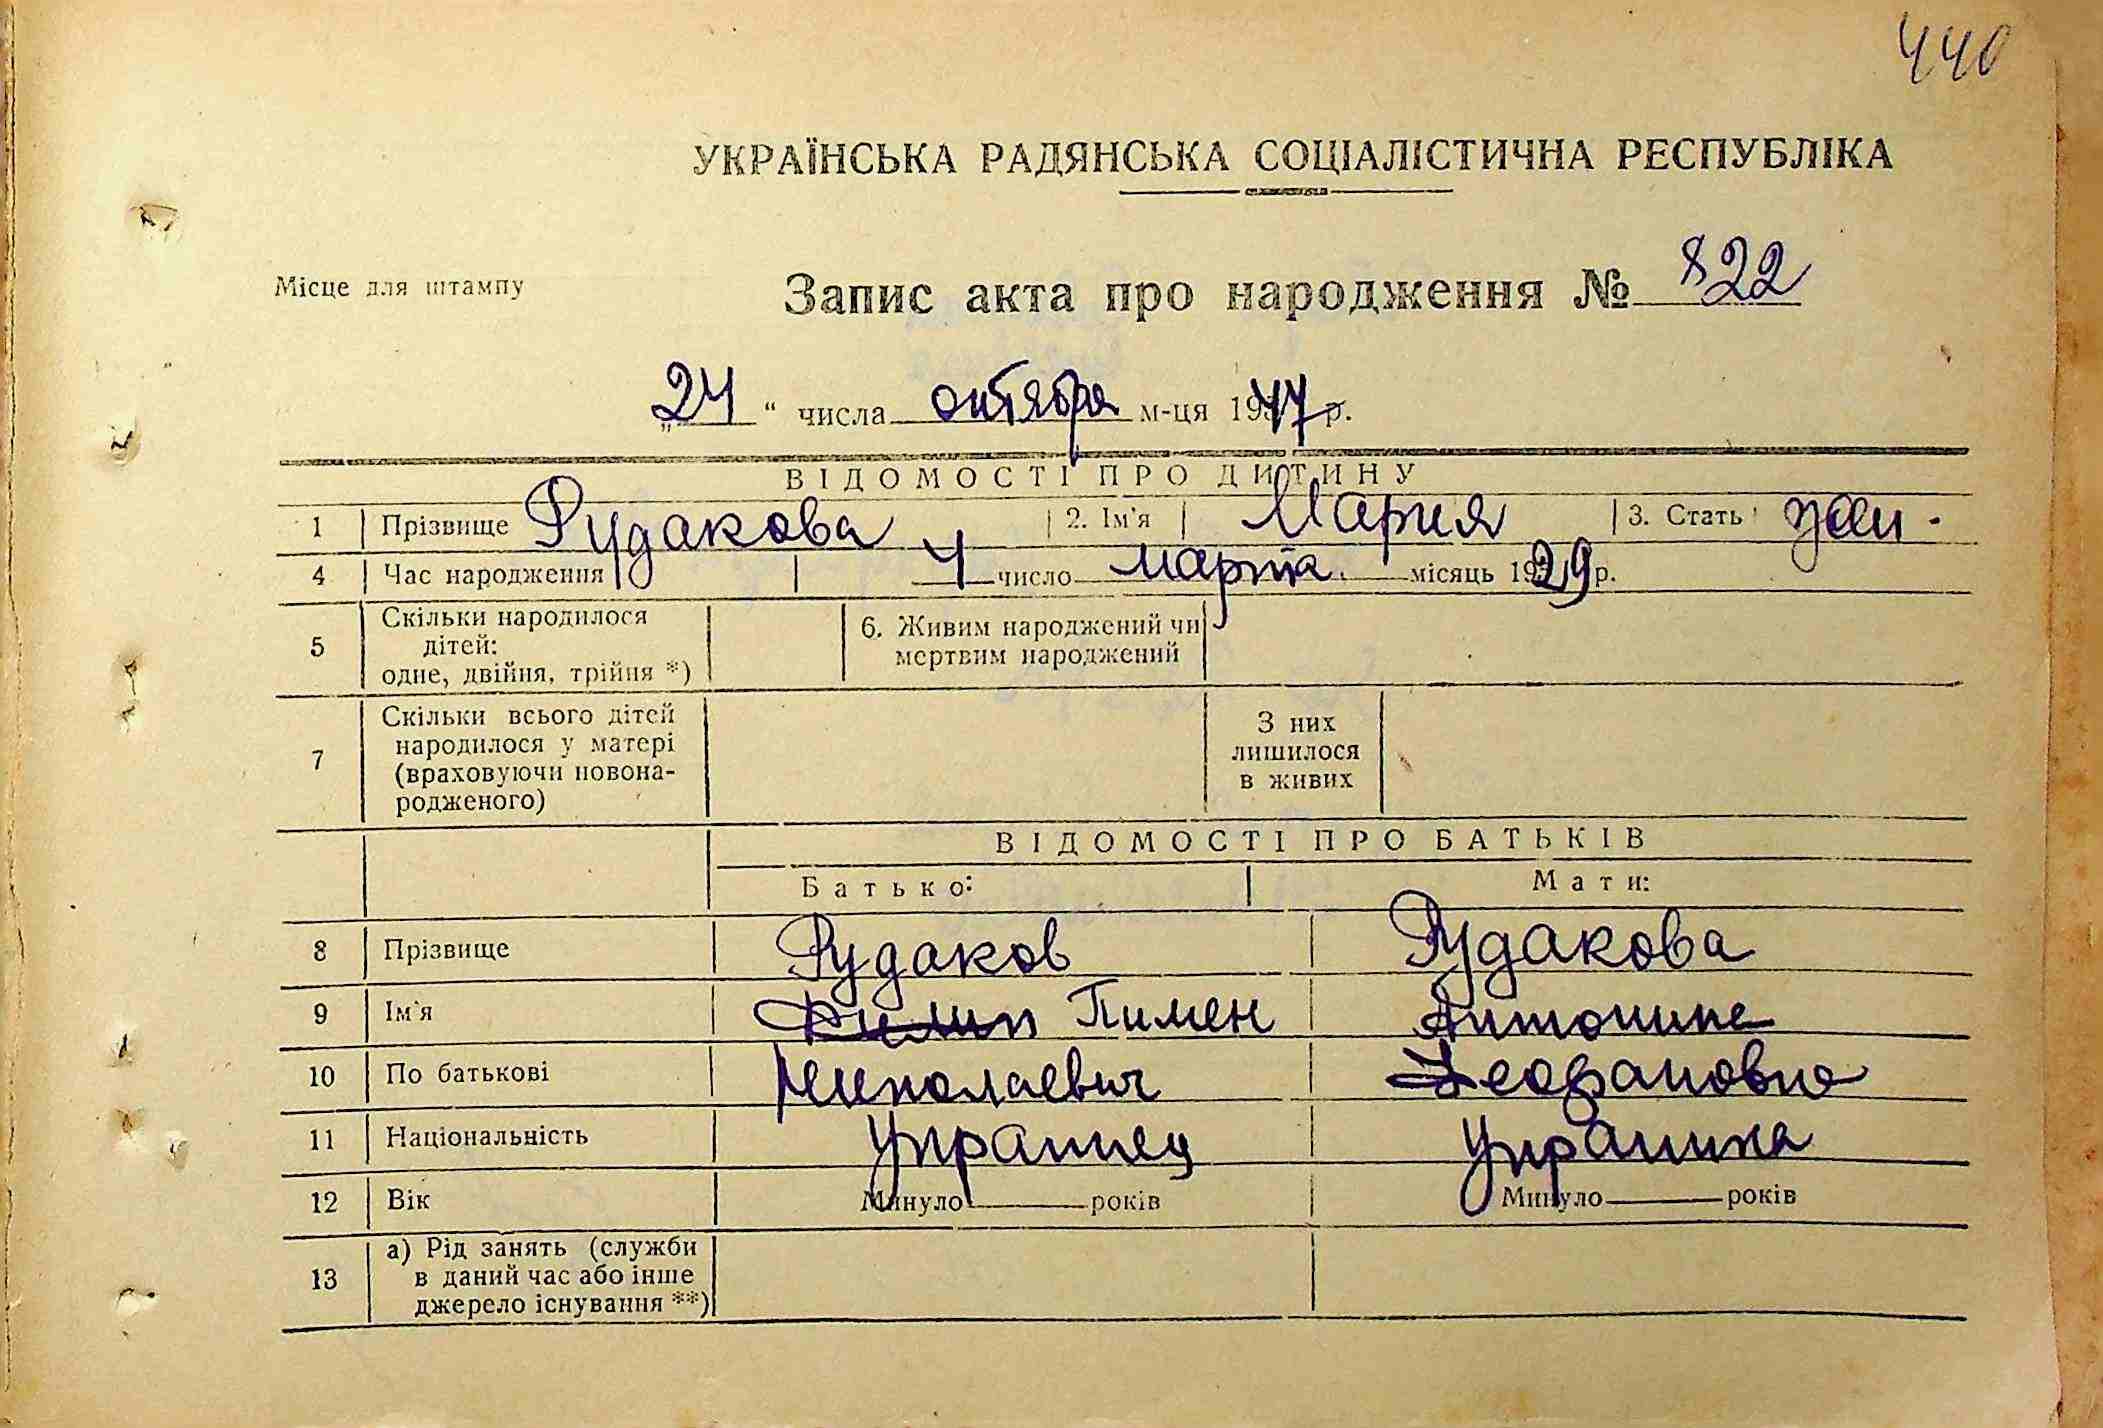 440
УКРАЇНСЬКА РАДЯНСЬКА СОЦІАЛІСТИЧНА РЕСПУБЛІКА
Місце для штампу
Запис акта про народження № 822
„24“ числа октября м-ця 1947 р.
ВІДОМОСТІ ПРО ДИТИНУ
1 Прізвище Рудакова 2. Ім'я Мария 3. Стать жен.
4 Час народження 4 число марта місяць 1929 р.
5 Скільки народилося дітей: одне, двійня, трійня *) 6. Живим народжений чи мертвим народжений
7 Скільки всього дітей народилося у матері (враховуючи новонародженого) З них лишилося в живих
ВІДОМОСТІ ПРО БАТЬКІВ
Батько: Мати:
8 Прізвище Рудаков Рудакова
9 Ім'я Пимен Антонина
10 По батькові Николаевич Феофановна
11 Національність Украинец Украинка
12 Вік Минуло років Минуло років
13 а) Рід занять (служби в даний час або інше джерело існування **)